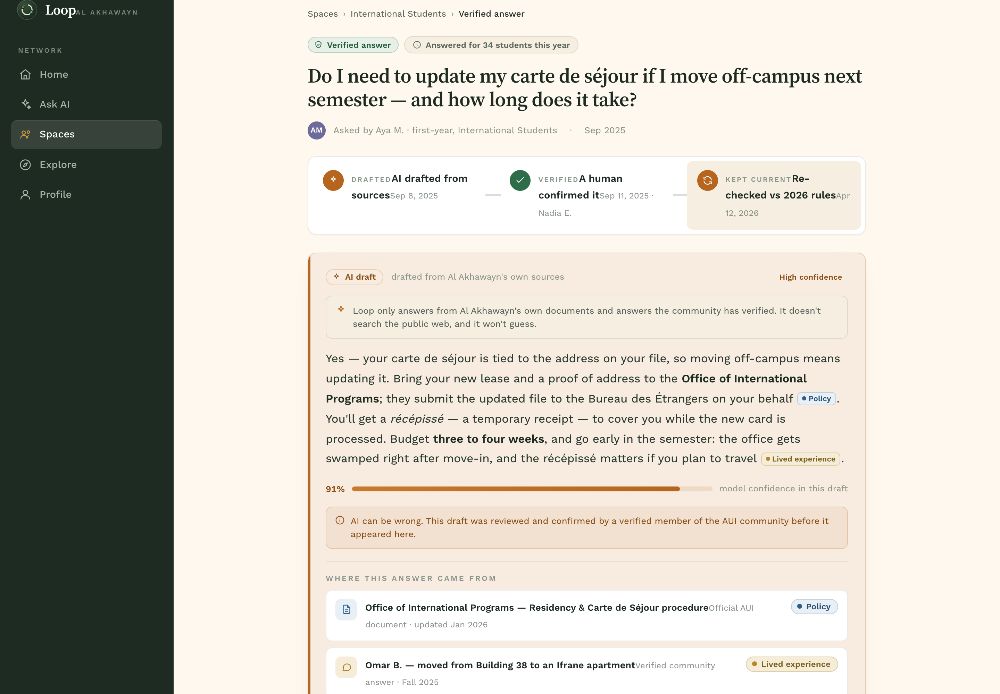 Loop AL AKHAWAYN
NETWORK
Home
Ask AI
Spaces
Explore
Profile
Spaces › International Students › Verified answer
Verified answer
Answered for 34 students this year
Do I need to update my carte de séjour if I move off-campus next
semester — and how long does it take?
AM Asked by Aya M. · first-year, International Students · Sep 2025
DRAFTED AI drafted from
sources Sep 8, 2025
VERIFIED A human
confirmed it Sep 11, 2025 ·
Nadia E.
KEPT CURRENT Re-
checked vs 2026 rules Apr
12, 2026
AI draft drafted from Al Akhawayn's own sources High confidence
Loop only answers from Al Akhawayn's own documents and answers the community has verified. It doesn't
search the public web, and it won't guess.
Yes — your carte de séjour is tied to the address on your file, so moving off-campus means
updating it. Bring your new lease and a proof of address to the Office of International
Programs; they submit the updated file to the Bureau des Étrangers on your behalf Policy.
You'll get a récépissé — a temporary receipt — to cover you while the new card is
processed. Budget three to four weeks, and go early in the semester: the office gets
swamped right after move-in, and the récépissé matters if you plan to travel Lived experience.
91% model confidence in this draft
AI can be wrong. This draft was reviewed and confirmed by a verified member of the AUI community before it
appeared here.
WHERE THIS ANSWER CAME FROM
Office of International Programs — Residency & Carte de Séjour procedure Official AUI
document · updated Jan 2026
Policy
Omar B. — moved from Building 38 to an Ifrane apartment Verified community
answer · Fall 2025
Lived experience